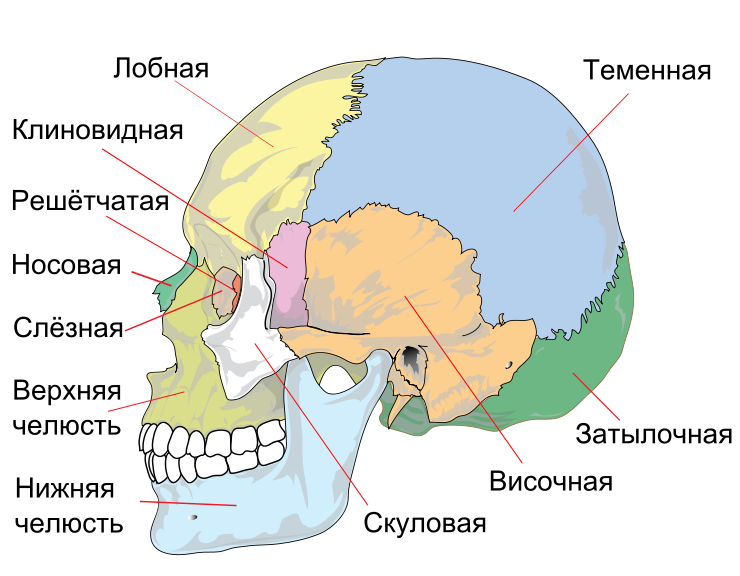 Лобная
Теменная
Клиновидная
Решётчатая
Носовая
Слёзная
Верхняя
челюсть
Затылочная
Височная
Нижняя
челюсть
Скуловая